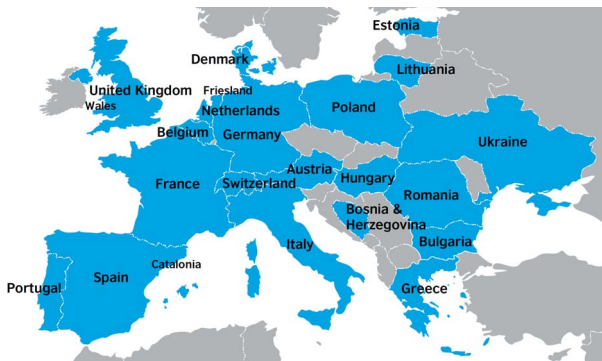 Estonia
Denmark
Lithuania
United Kingdom
Friesland
Wales
Netherlands
Poland
Belgium
Germany
Ukraine
Austria
France
Switzerland
Hungary
Romania
Bosnia &
Herzegovina
Italy
Bulgaria
Catalonia
Portugal
Spain
Greece